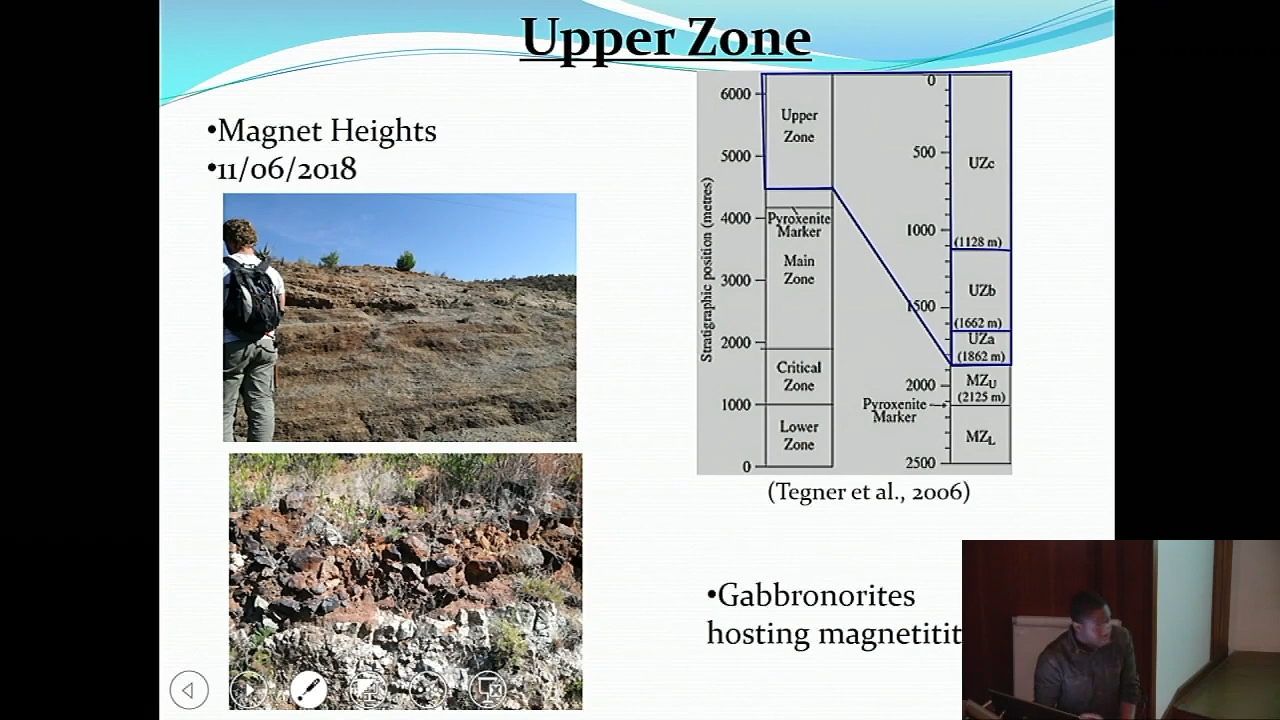 Upper Zone
•Magnet Heights
•11/06/2018
Stratigraphic position (metres)
6000
5000
4000
3000
2000
1000
0
Upper
Zone
Pyroxenite
Marker
Main
Zone
Critical
Zone
Lower
Zone
0
500
1000
1500
2000
2500
Pyroxenite
Marker
UZc
(1128 m)
UZb
(1662 m)
UZa
(1862 m)
MZU
(2125 m)
MZL
(Tegner et al., 2006)
•Gabbronorites
hosting magnetitit